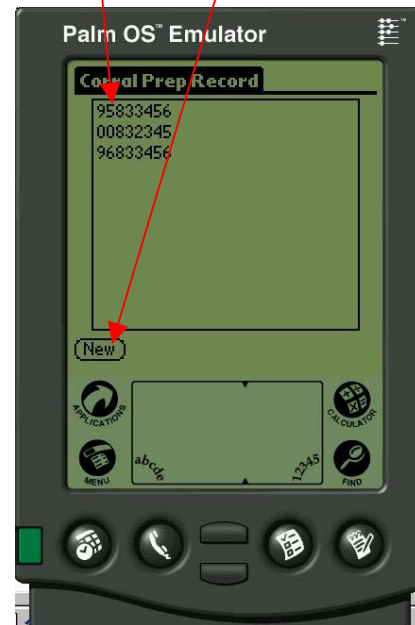 Palm OS™ Emulator
Corral Prep Record
95833456
00832345
96833456
New
APPLICATIONS
CALCULATOR
MENU
abcde
12345
FIND